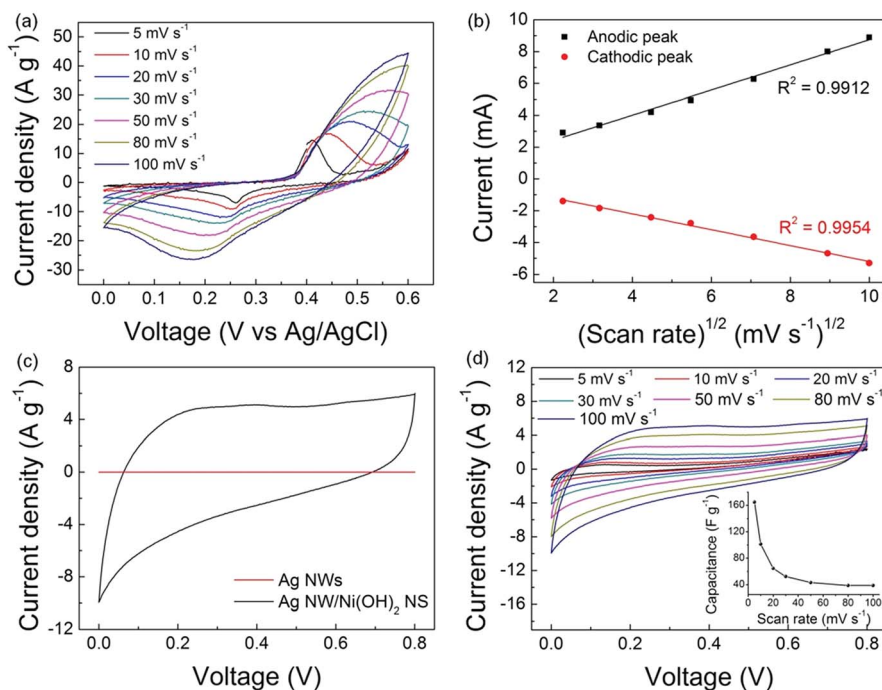 (a)
5 mV s⁻¹
10 mV s⁻¹
20 mV s⁻¹
30 mV s⁻¹
50 mV s⁻¹
80 mV s⁻¹
100 mV s⁻¹
50
40
30
20
10
0
-10
-20
-30
Current density (A g⁻¹)
0.0 0.1 0.2 0.3 0.4 0.5 0.6
Voltage (V vs Ag/AgCl)
(b)
Anodic peak
Cathodic peak
R² = 0.9912
R² = 0.9954
10
8
6
4
2
0
-2
-4
-6
Current (mA)
2 4 6 8 10
(Scan rate)¹/² (mV s⁻¹)¹/²
(c)
8
4
0
-4
-8
-12
Current density (A g⁻¹)
Ag NWs
Ag NW/Ni(OH)₂ NS
0.0 0.2 0.4 0.6 0.8
Voltage (V)
(d)
5 mV s⁻¹ 10 mV s⁻¹ 20 mV s⁻¹
30 mV s⁻¹ 50 mV s⁻¹ 80 mV s⁻¹
100 mV s⁻¹
12
8
4
0
-4
-8
-12
-16
Current density (A g⁻¹)
160
120
80
40
Capacitance (F g⁻¹)
0 20 40 60 80 100
Scan rate (mV s⁻¹)
0.0 0.2 0.4 0.6 0.8
Voltage (V)